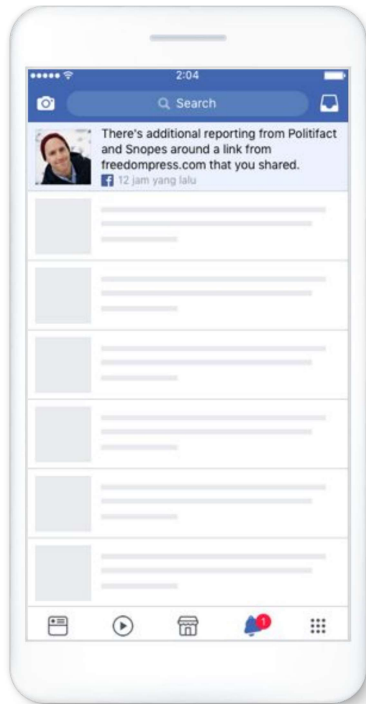 2:04
Search
There's additional reporting from Politifact
and Snopes around a link from
freedompress.com that you shared.
12 jam yang lalu
1